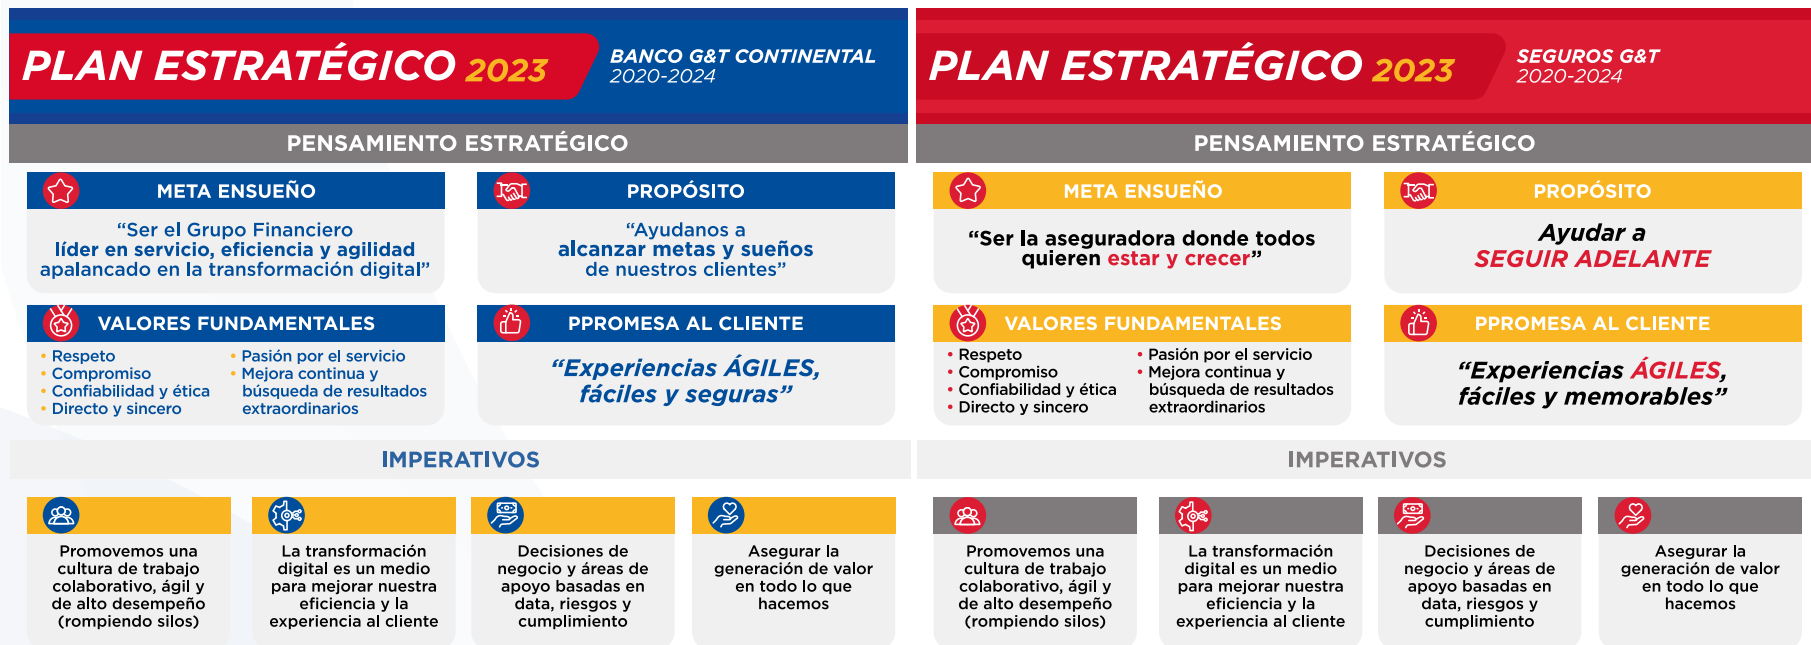 PLAN ESTRATÉGICO 2023
BANCO G&T CONTINENTAL
2020-2024
PENSAMIENTO ESTRATÉGICO
META ENSUEÑO
“Ser el Grupo Financiero
líder en servicio, eficiencia y agilidad
apalancado en la transformación digital”
PROPÓSITO
“Ayudanos a
alcanzar metas y sueños
de nuestros clientes”
VALORES FUNDAMENTALES
• Respeto
• Compromiso
• Confiabilidad y ética
• Directo y sincero
• Pasión por el servicio
• Mejora continua y
búsqueda de resultados
extraordinarios
PPROMESA AL CLIENTE
“Experiencias ÁGILES,
fáciles y seguras”
IMPERATIVOS
Promovemos una
cultura de trabajo
colaborativo, ágil y
de alto desempeño
(rompiendo silos)
La transformación
digital es un medio
para mejorar nuestra
eficiencia y la
experiencia al cliente
Decisiones de
negocio y áreas de
apoyo basadas en
data, riesgos y
cumplimiento
Asegurar la
generación de valor
en todo lo que
hacemos
PLAN ESTRATÉGICO 2023
SEGUROS G&T
2020-2024
PENSAMIENTO ESTRATÉGICO
META ENSUEÑO
“Ser la aseguradora donde todos
quieren estar y crecer”
PROPÓSITO
Ayudar a
SEGUIR ADELANTE
VALORES FUNDAMENTALES
• Respeto
• Compromiso
• Confiabilidad y ética
• Directo y sincero
• Pasión por el servicio
• Mejora continua y
búsqueda de resultados
extraordinarios
PPROMESA AL CLIENTE
“Experiencias ÁGILES,
fáciles y memorables”
IMPERATIVOS
Promovemos una
cultura de trabajo
colaborativo, ágil y
de alto desempeño
(rompiendo silos)
La transformación
digital es un medio
para mejorar nuestra
eficiencia y la
experiencia al cliente
Decisiones de
negocio y áreas de
apoyo basadas en
data, riesgos y
cumplimiento
Asegurar la
generación de valor
en todo lo que
hacemos